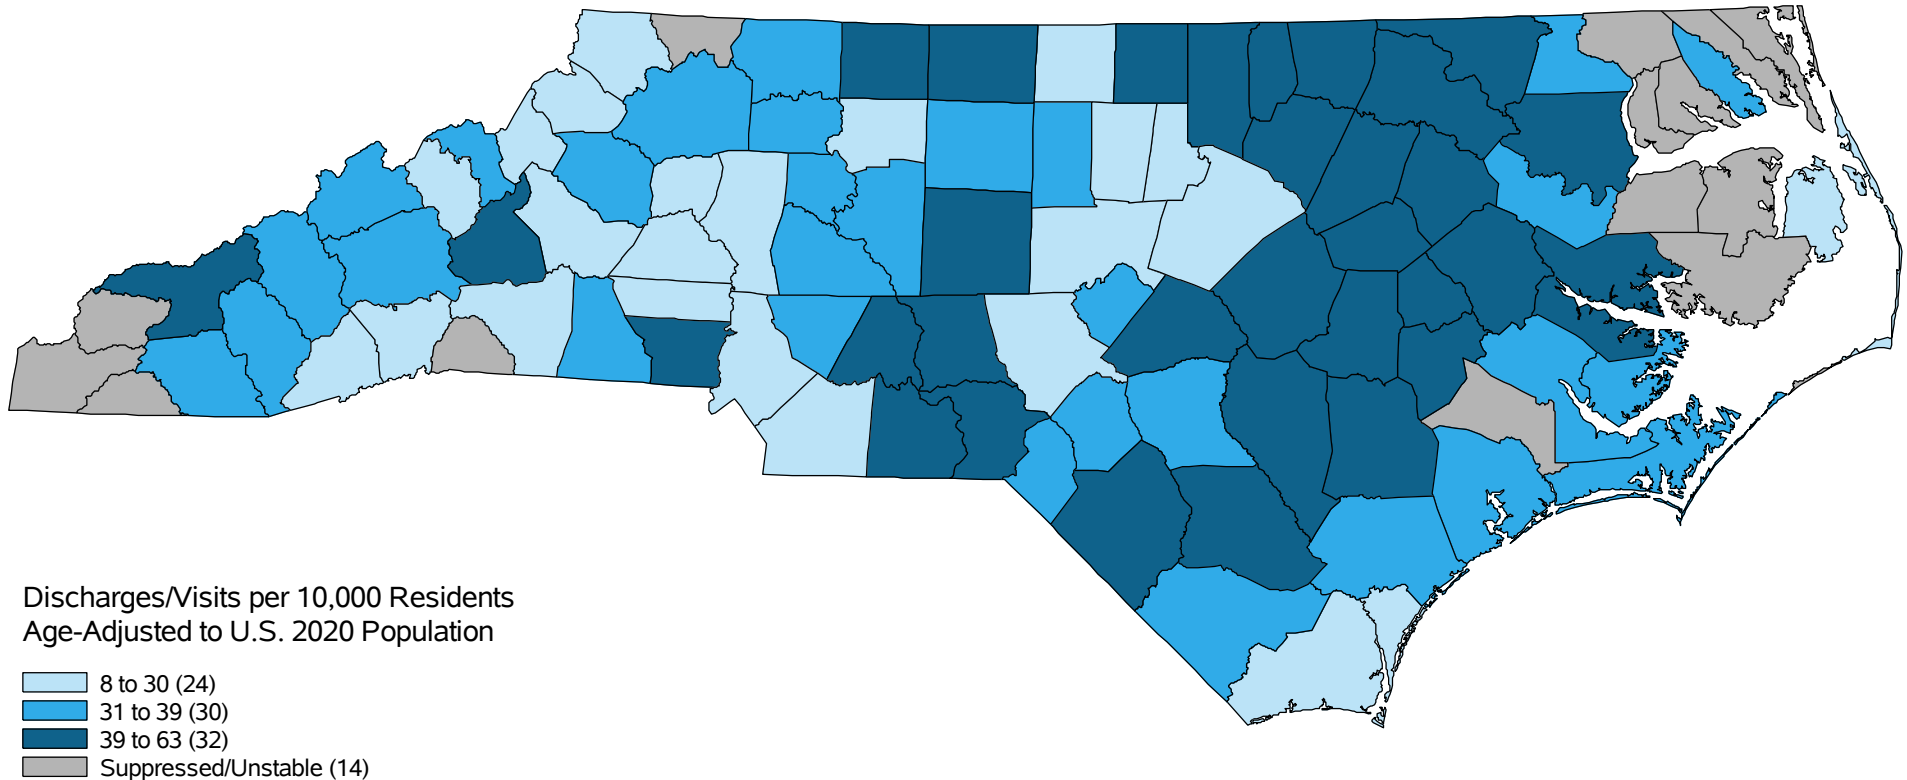 Discharges/Visits per 10,000 Residents
Age-Adjusted to U.S. 2020 Population
8 to 30 (24)
31 to 39 (30)
39 to 63 (32)
Suppressed/Unstable (14)